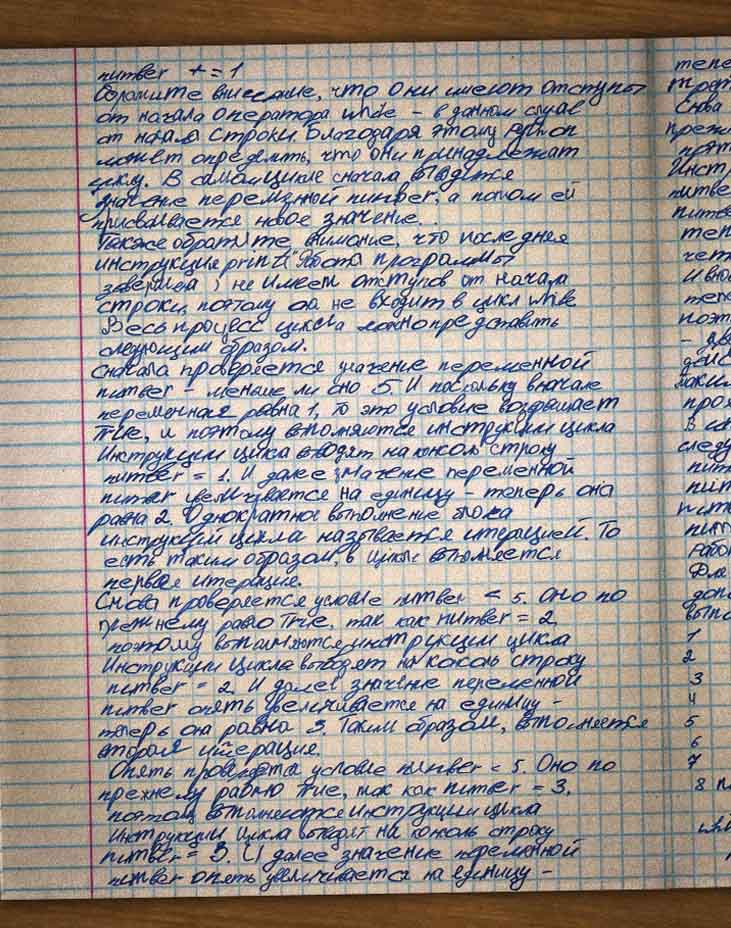 number += 1
Обратите внимание, что они имеют отступы
от начала оператора while - в данном случае
от начала строки. Благодаря этому Python
может определить, что они принадлежат
циклу. В самом цикле сначала выводится
значение переменной number, а потом ей
присваивается новое значение.
Также обратите внимание, что последняя
инструкция print("Работа программы
завершена") не имеет отступов от начала
строки, поэтому она не входит в цикл while
Весь процесс цикла можно представить
следующим образом.
Сначала проверяется значение переменной
number - меньше ли оно 5. И поскольку вначале
переменная равна 1, то это условие возвращает
True, и поэтому выполняются инструкции цикла
Инструкции цикла выводят на консоль строку
number = 1. И далее значение переменной
number увеличивается на единицу - теперь она
равна 2. Однократное выполнение блока
инструкций цикла называется итерацией. То
есть таким образом, в цикле выполняется
первая итерация.
Снова проверяется условие number < 5. Оно по
прежнему равно True, так как number = 2,
поэтому выполняются инструкции цикла
Инструкции цикла выводят на консоль строку
number = 2. И далее значение переменной
number опять увеличивается на единицу -
теперь она равна 3. Таким образом, выполняется
вторая итерация.
Опять проверяется условие number < 5. Оно по
прежнему равно True, так как number = 3,
поэтому выполняются инструкции цикла
Инструкции цикла выводят на консоль строку
number = 3. И далее значение переменной
number опять увеличивается на единицу -
1
2
3
4
5
6
7
8